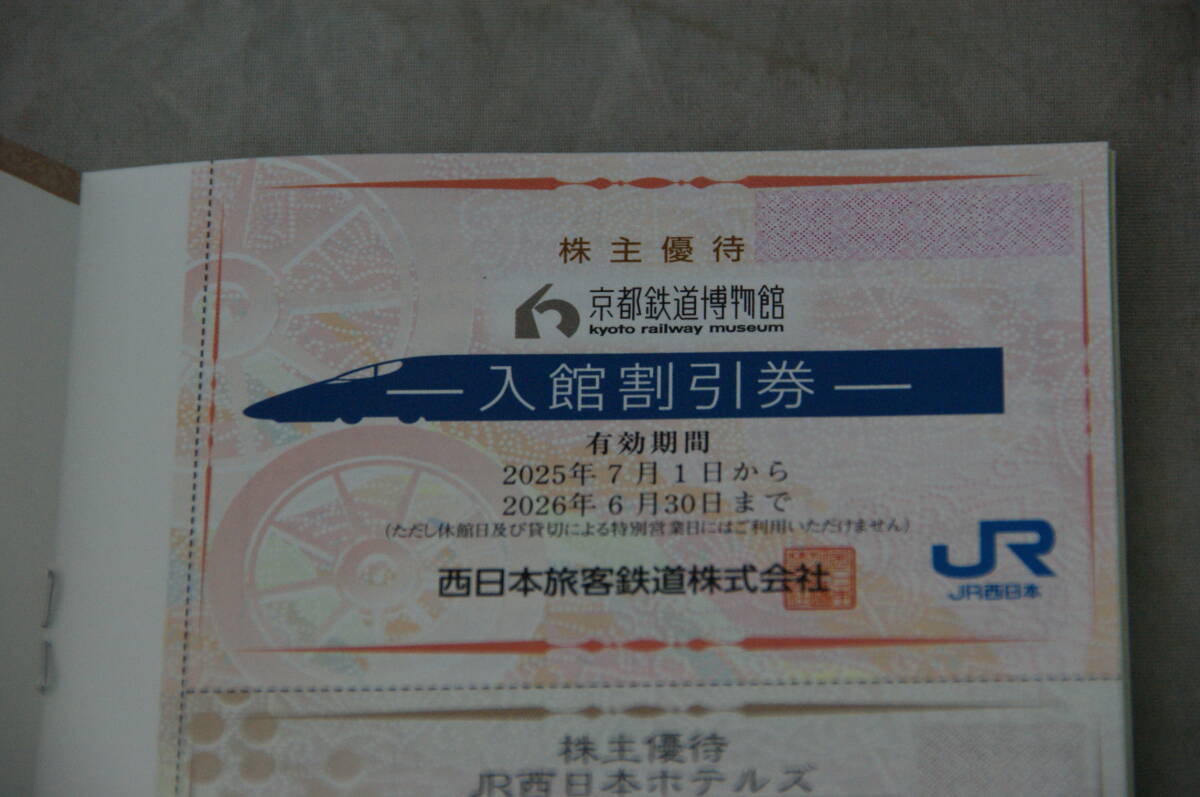 株主優待
京都鉄道博物館
kyoto railway museum
―入館割引券―
有効期間
2025年7月1日から
2026年6月30日まで
(ただし休館日及び貸切による特別営業日にはご利用いただけません)
西日本旅客鉄道株式会社
JR
JR西日本
株主優待
JR西日本ホテルズ